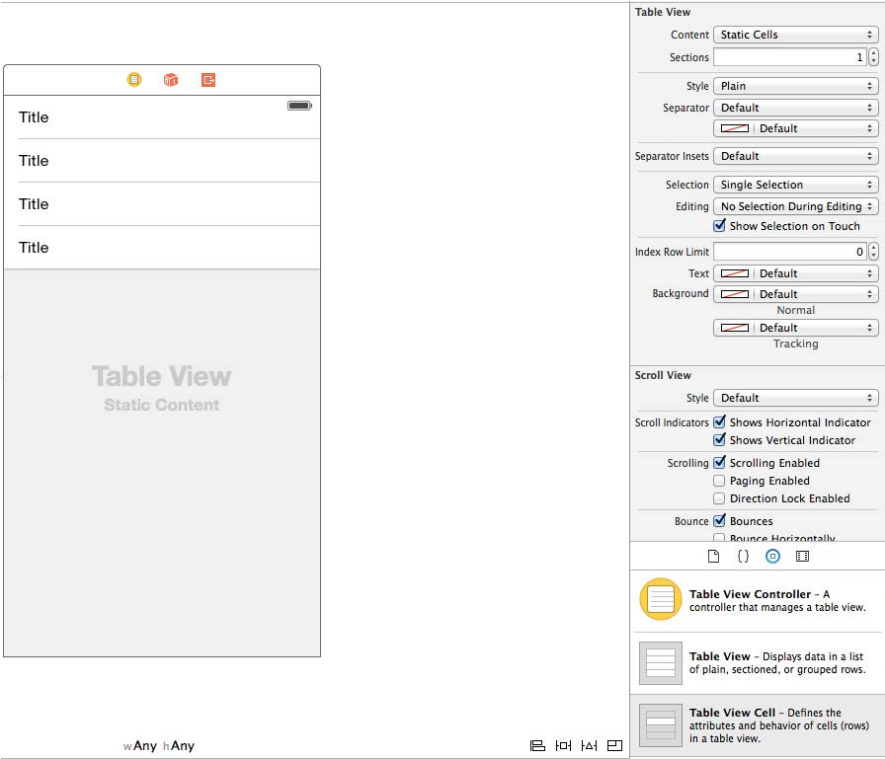 Title
Title
Title
Title
Table View
Static Content
wAny hAny
Table View
Content Static Cells
Sections 1
Style Plain
Separator Default
Default
Separator Insets Default
Selection Single Selection
Editing No Selection During Editing
Show Selection on Touch
Index Row Limit 0
Text Default
Background Default
Normal
Default
Tracking
Scroll View
Style Default
Scroll Indicators Shows Horizontal Indicator
Shows Vertical Indicator
Scrolling Scrolling Enabled
Paging Enabled
Direction Lock Enabled
Bounce Bounces
Bounce Horizontally
{}
Table View Controller – A
controller that manages a table view.
Table View – Displays data in a list
of plain, sectioned, or grouped rows.
Table View Cell – Defines the
attributes and behavior of cells (rows)
in a table view.